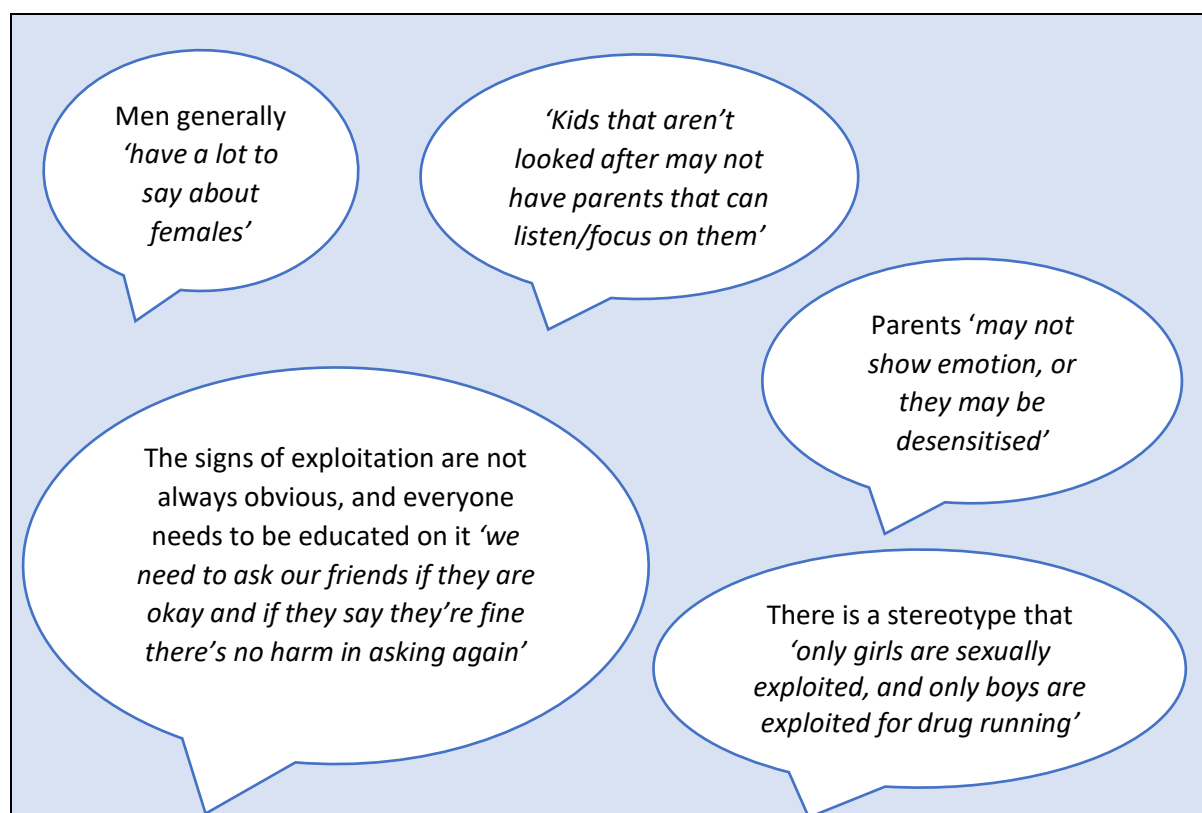 Men generally
‘have a lot to
say about
females’
‘Kids that aren’t
looked after may not
have parents that can
listen/focus on them’
Parents ‘may not
show emotion, or
they may be
desensitised’
The signs of exploitation are not
always obvious, and everyone
needs to be educated on it ‘we
need to ask our friends if they are
okay and if they say they’re fine
there’s no harm in asking again’
There is a stereotype that
‘only girls are sexually
exploited, and only boys are
exploited for drug running’